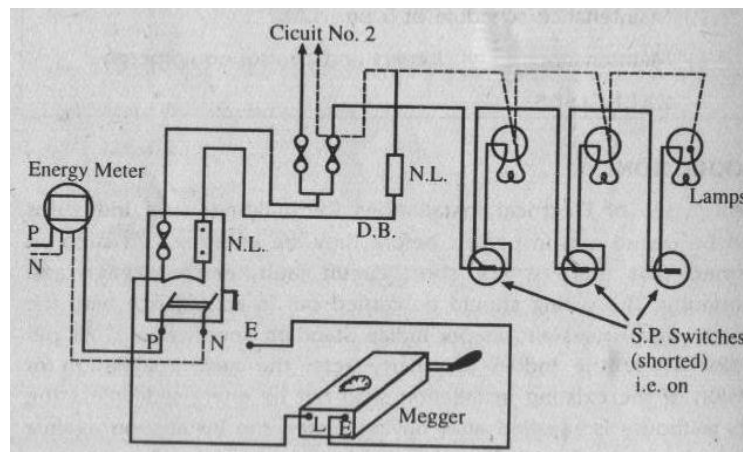 Cicuit No. 2
Energy Meter
P
N
N.L.
N.L.
D.B.
Lamps
P
N
E
S.P. Switches
(shorted)
i.e. on
L
E
Megger